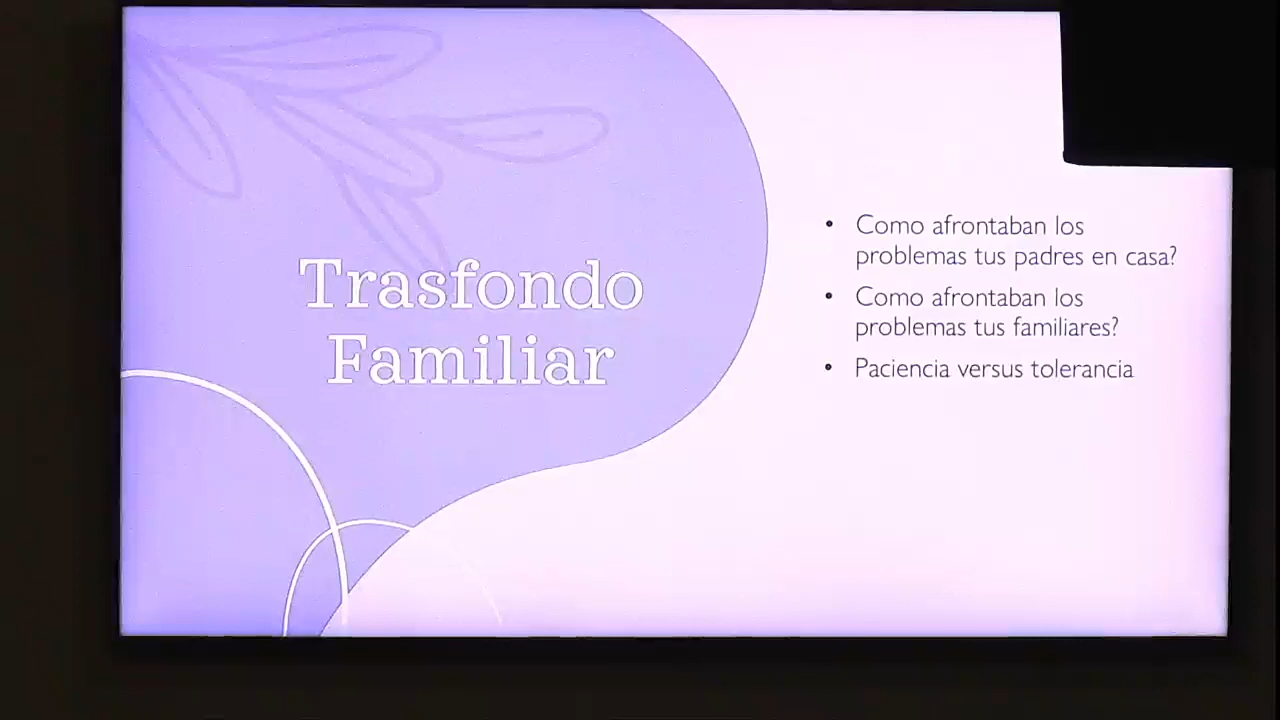 Trasfondo
Familiar
• Como afrontaban los
problemas tus padres en casa?
• Como afrontaban los
problemas tus familiares?
• Paciencia versus tolerancia